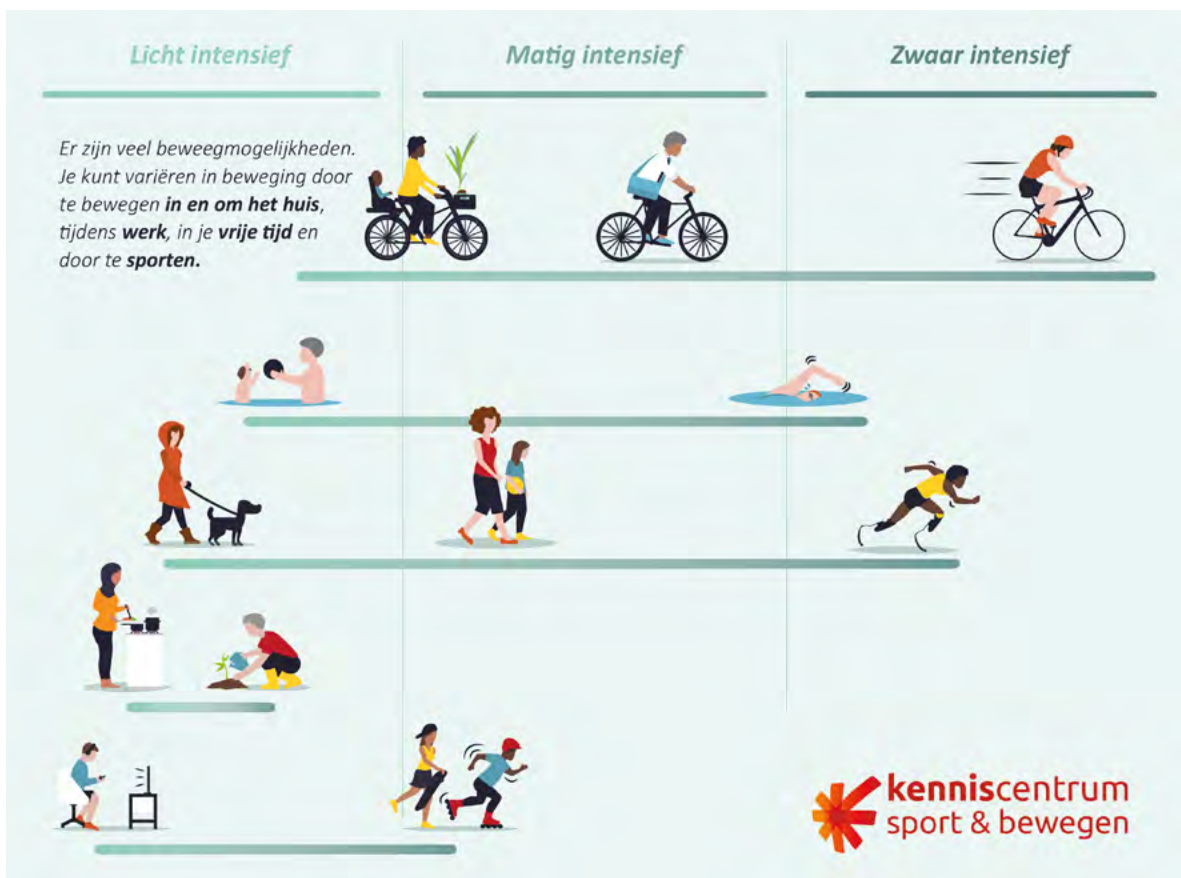 Licht intensief
Matig intensief
Zwaar intensief
Er zijn veel beweegmogelijkheden.
Je kunt variëren in beweging door
te bewegen in en om het huis,
tijdens werk, in je vrije tijd en
door te sporten.
kenniscentrum
sport & bewegen